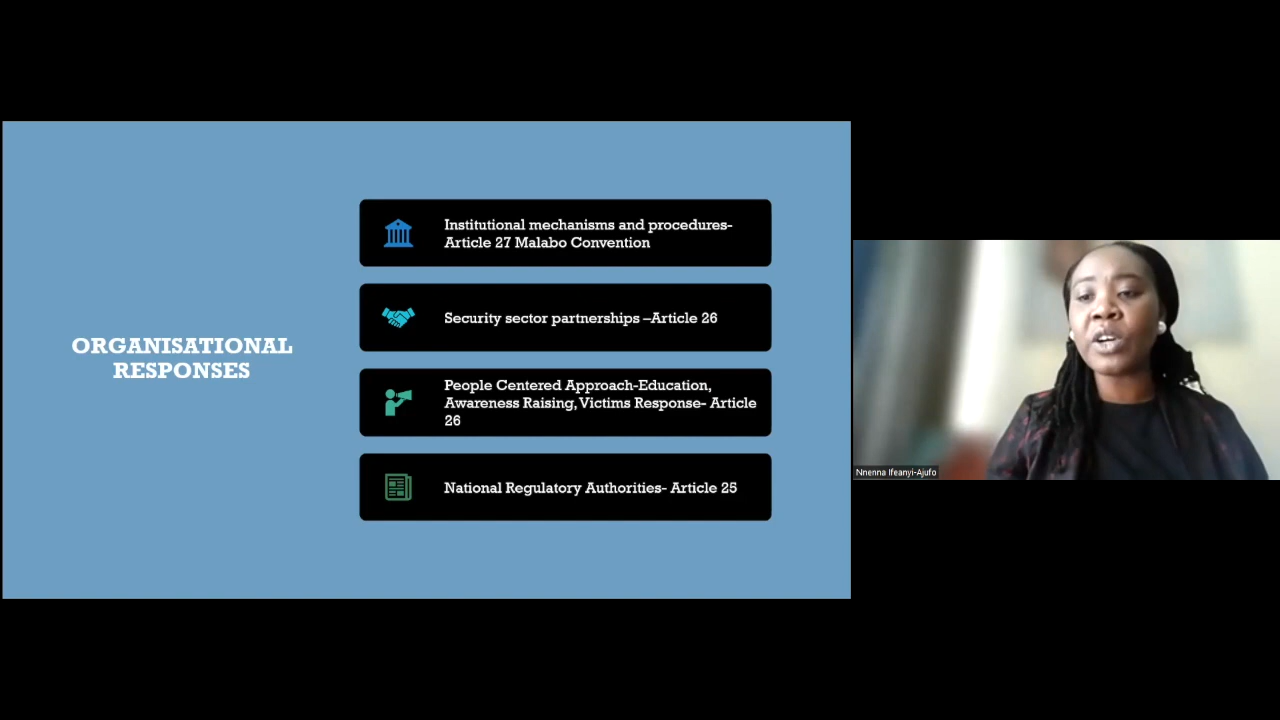 ORGANISATIONAL
RESPONSES
Institutional mechanisms and procedures-
Article 27 Malabo Convention
Security sector partnerships –Article 26
People Centered Approach-Education,
Awareness Raising,Victims Response- Article
26
National Regulatory Authorities- Article 25
Nnenna Ifeanyi-Ajufo